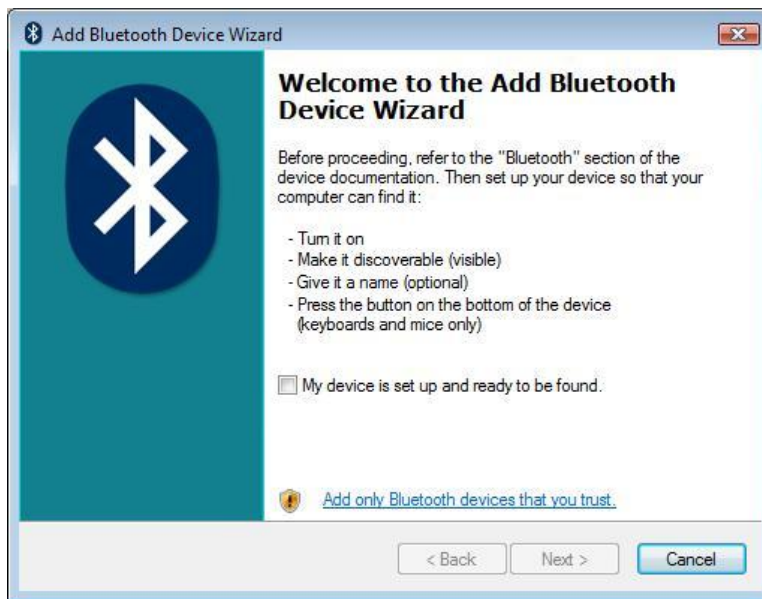 Add Bluetooth Device Wizard
Welcome to the Add Bluetooth
Device Wizard
Before proceeding, refer to the "Bluetooth" section of the
device documentation. Then set up your device so that your
computer can find it:
- Turn it on
- Make it discoverable (visible)
- Give it a name (optional)
- Press the button on the bottom of the device
(keyboards and mice only)
My device is set up and ready to be found.
Add only Bluetooth devices that you trust.
< Back Next > Cancel